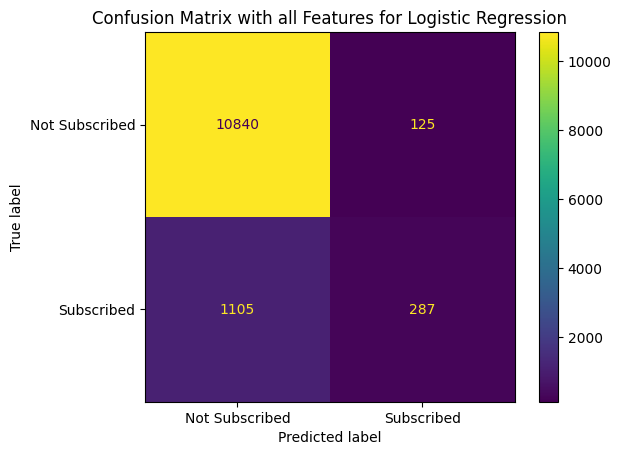 Confusion Matrix with all Features for Logistic Regression
True label
Not Subscribed
10840
125
Subscribed
1105
287
Not Subscribed
Subscribed
Predicted label
10000
8000
6000
4000
2000